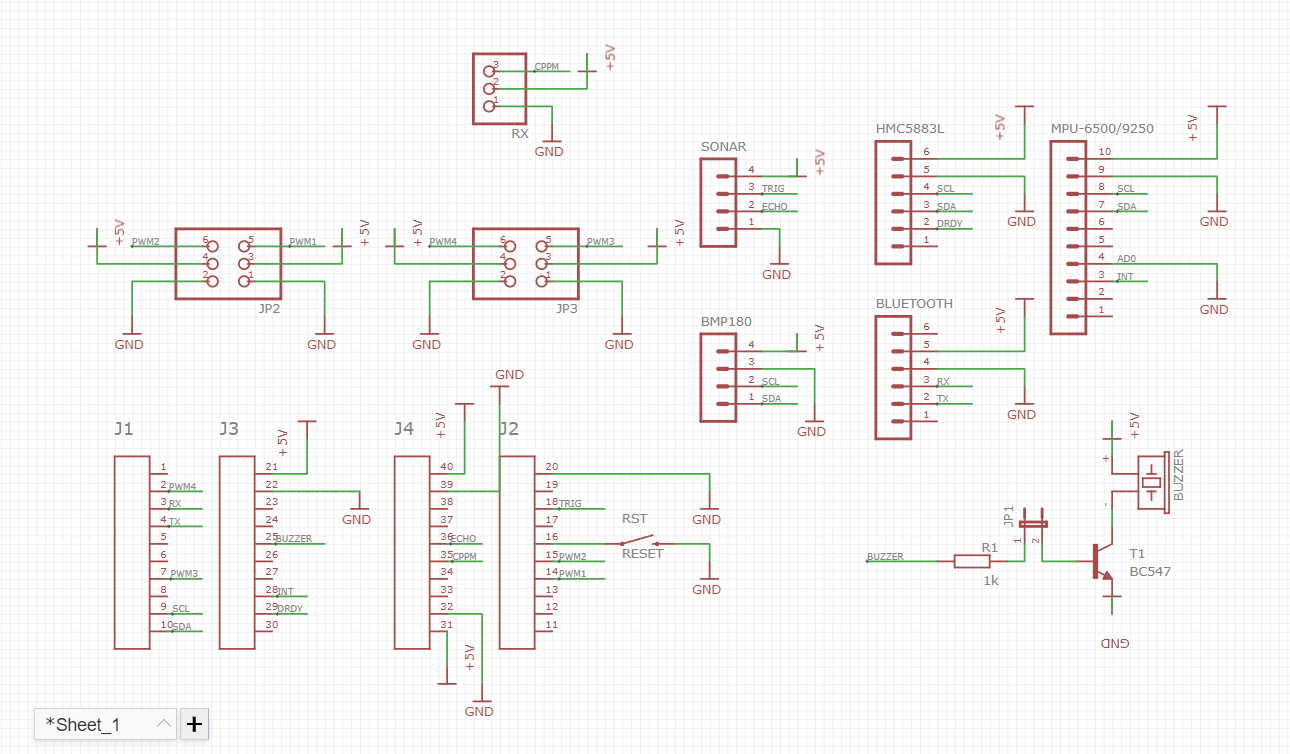 3 CPPM
2
1
+5V
RX
GND
+5V
PWM2
6 5
4 3
2 1
PWM1
+5V
JP2
GND
GND
+5V
PWM4
6 5
4 3
2 1
PWM3
+5V
JP3
GND
GND
SONAR
4
3 TRIG
2 ECHO
1
+5V
GND
HMC5883L
6
5
4 SCL
3 SDA
2 DRDY
1
+5V
GND
MPU-6500/9250
10
9
8 SCL
7 SDA
6
5
4 AD0
3 INT
2
1
+5V
GND
GND
BMP180
4
3
2 SCL
1 SDA
+5V
GND
BLUETOOTH
6
5
4
3 RX
2 TX
1
+5V
GND
J1
1
2 PWM4
3 RX
4 TX
5
6
7 PWM3
8
9 SCL
10 SDA
J3
21
22
23
24
25 BUZZER
26
27
28 INT
29 DRDY
30
+5V
GND
J4
40
39
38
37
36 ECHO
35 CPPM
34
33
32
31
+5V
GND
+5V
GND
J2
20
19
18 TRIG
17
16
15 PWM2
14 PWM1
13
12
11
GND
RST
RESET
GND
BUZZER
R1
1k
JP1
1 2
+5V
+
-
BUZZER
T1
BC547
GND
*Sheet_1
+